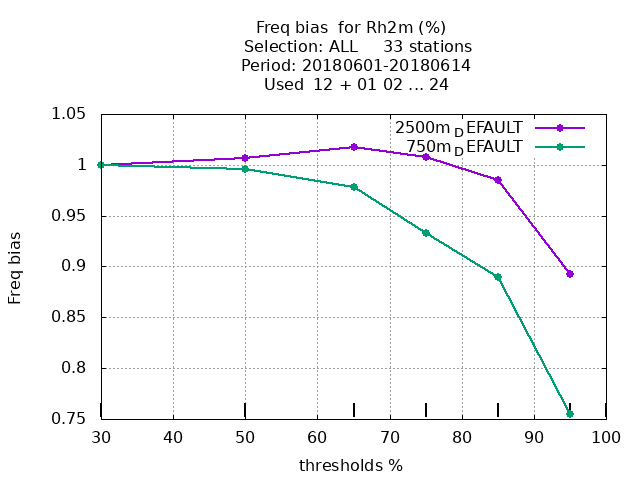 Freq bias  for Rh2m (%)
Selection: ALL     33 stations
Period: 20180601-20180614
Used  12 + 01 02 ... 24
1.05
1
0.95
0.9
0.85
0.8
0.75
Freq bias
2500m DEFAULT
750m DEFAULT
30 40 50 60 70 80 90 100
thresholds %